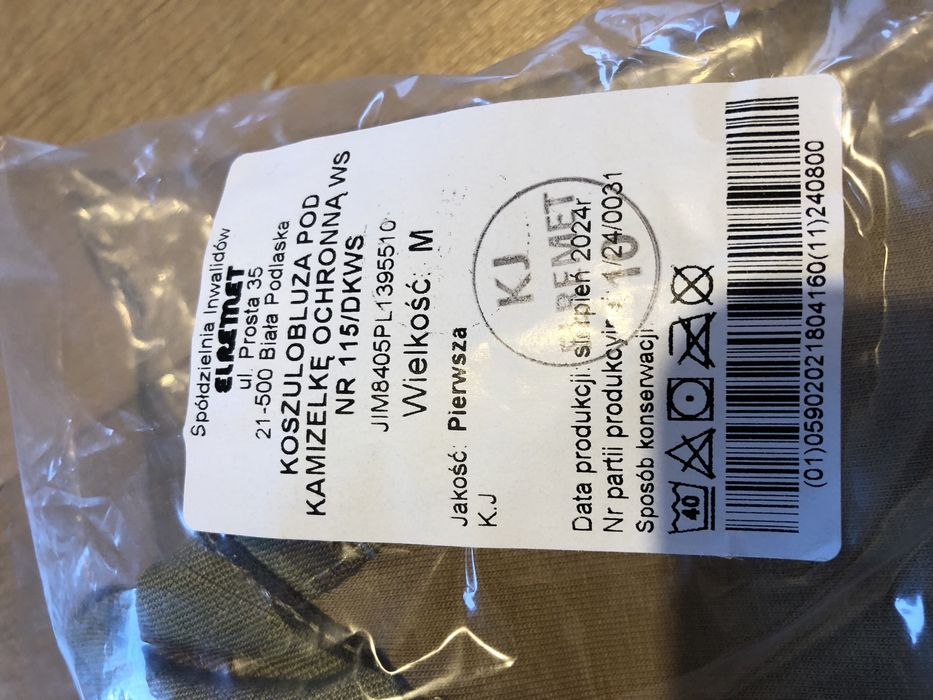 Spółdzielnia Inwalidów
ELREMET
ul. Prosta 35
21-500 Biała Podlaska
KOSZULOBLUZA POD
KAMIZELKĘ OCHRONNĄ WS
NR 115/DKWS
JIM8405PL1395510
Wielkość: M
Jakość: Pierwsza
K.J
KJ
ELREMET
10
Data produkcji: sierpień 2024r
Nr partii produkcyjnej: 1/24/0031
Sposób konserwacji
40
(01)05902021804160(11)240800